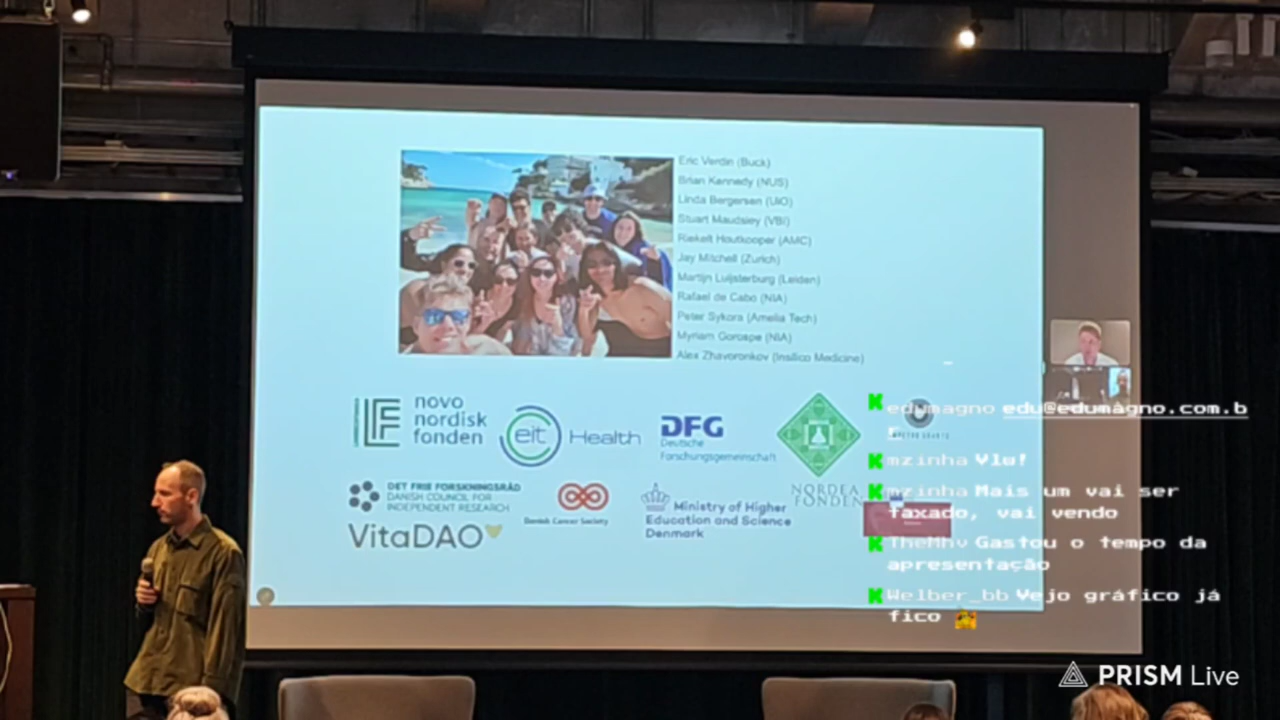 Eric Verdin (Buck)
Brian Kennedy (NUS)
Linda Bergersen (UiO)
Stuart Maudsley (VBI)
Riekelt Houtkooper (AMC)
Jay Mitchell (Zurich)
Martijn Luijsterburg (Leiden)
Rafael de Cabo (NIA)
Peter Sykora (Amelia Tech)
Myriam Gorospe (NIA)
Alex Zhavoronkov (Insilico Medicine)
novo
nordisk
fonden
eit Health
DFG
Deutsche
Forschungsgemeinschaft
DET FRIE FORSKNINGSRÅD
DANISH COUNCIL FOR
INDEPENDENT RESEARCH
Danish Cancer Society
Ministry of Higher
Education and Science
Denmark
NORDEA
FONDEN
VitaDAO
edumagno edu@edumagno.com.b
r
mzinha Vlw!
mzinha Mais um vai ser
taxado, vai vendo
TheMhv Gastou o tempo da
apresentação
Welber_bb Vejo gráfico já
fico
PRISM Live